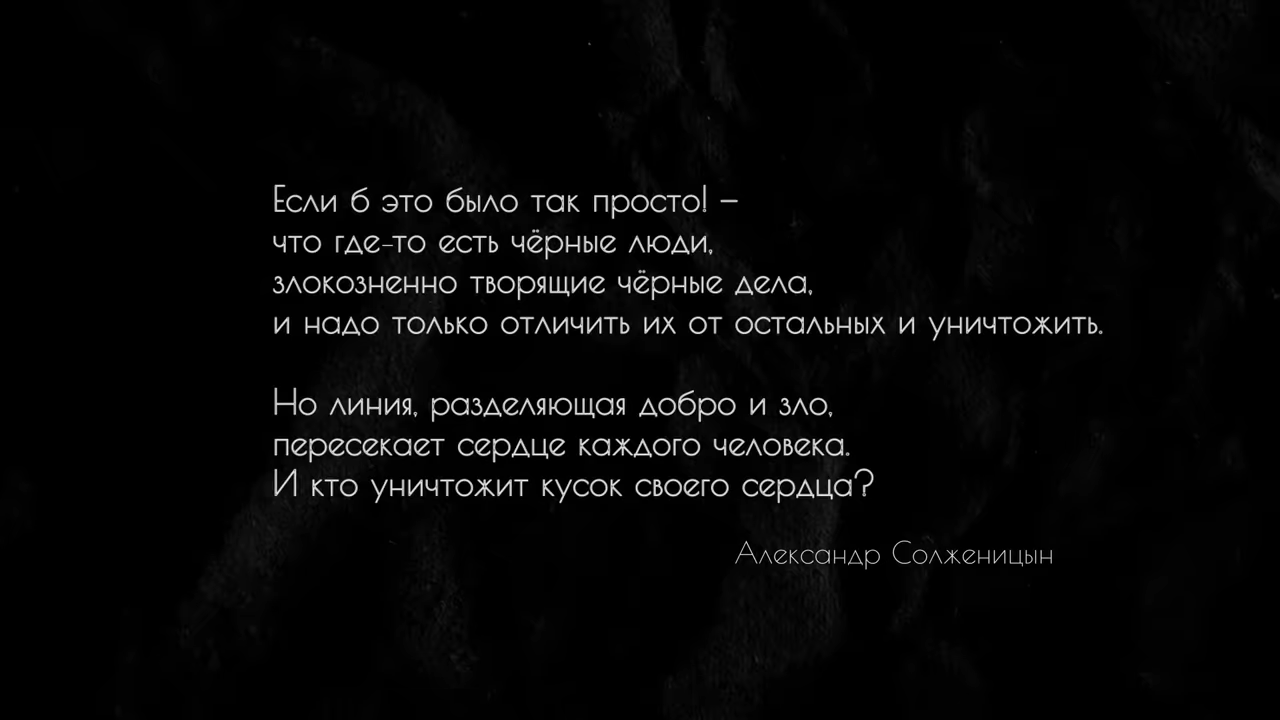 Если б это было так просто! —
что где-то есть чёрные люди,
злокозненно творящие чёрные дела,
и надо только отличить их от остальных и уничтожить.
Но линия, разделяющая добро и зло,
пересекает сердце каждого человека.
И кто уничтожит кусок своего сердца?
Александр Солженицын